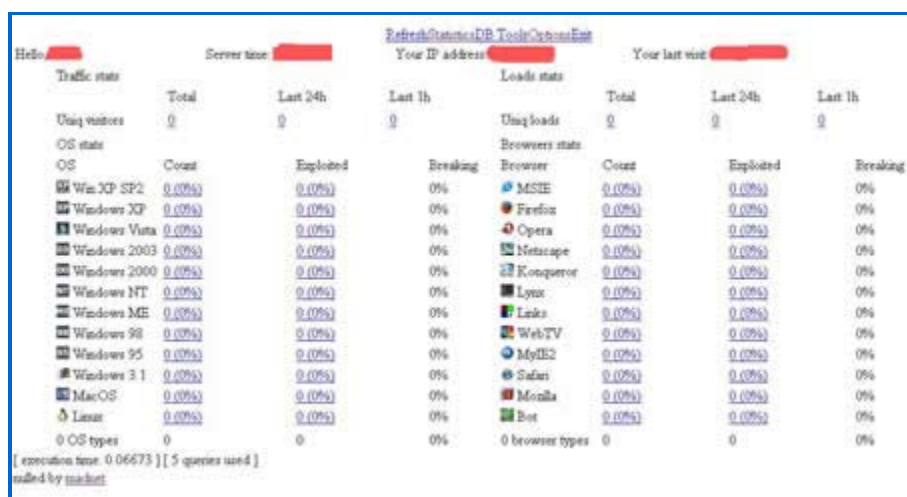 RefreshStatisticsDB ToolsOptionsExit
Hello Server time: Your IP address: Your last visit:
Traffic stats Loads stats
Total Last 24h Last 1h Total Last 24h Last 1h
Uniq visitors 0 0 0 Uniq loads 0 0 0
OS stats Browsers stats
OS Count Exploited Breaking Browser Count Exploited Breaking
Win XP SP2 0 (0%) 0 (0%) 0% MSIE 0 (0%) 0 (0%) 0%
Windows XP 0 (0%) 0 (0%) 0% Firefox 0 (0%) 0 (0%) 0%
Windows Vista 0 (0%) 0 (0%) 0% Opera 0 (0%) 0 (0%) 0%
Windows 2003 0 (0%) 0 (0%) 0% Netscape 0 (0%) 0 (0%) 0%
Windows 2000 0 (0%) 0 (0%) 0% Konqueror 0 (0%) 0 (0%) 0%
Windows NT 0 (0%) 0 (0%) 0% Lynx 0 (0%) 0 (0%) 0%
Windows ME 0 (0%) 0 (0%) 0% Links 0 (0%) 0 (0%) 0%
Windows 98 0 (0%) 0 (0%) 0% WebTV 0 (0%) 0 (0%) 0%
Windows 95 0 (0%) 0 (0%) 0% MyIE2 0 (0%) 0 (0%) 0%
Windows 3.1 0 (0%) 0 (0%) 0% Safari 0 (0%) 0 (0%) 0%
MacOS 0 (0%) 0 (0%) 0% Mozilla 0 (0%) 0 (0%) 0%
Linux 0 (0%) 0 (0%) 0% Bot 0 (0%) 0 (0%) 0%
0 OS types 0 0 0% 0 browser types 0 0 0%
[ execution time: 0.06673 ] [ 5 queries used ]
nulled by madnet